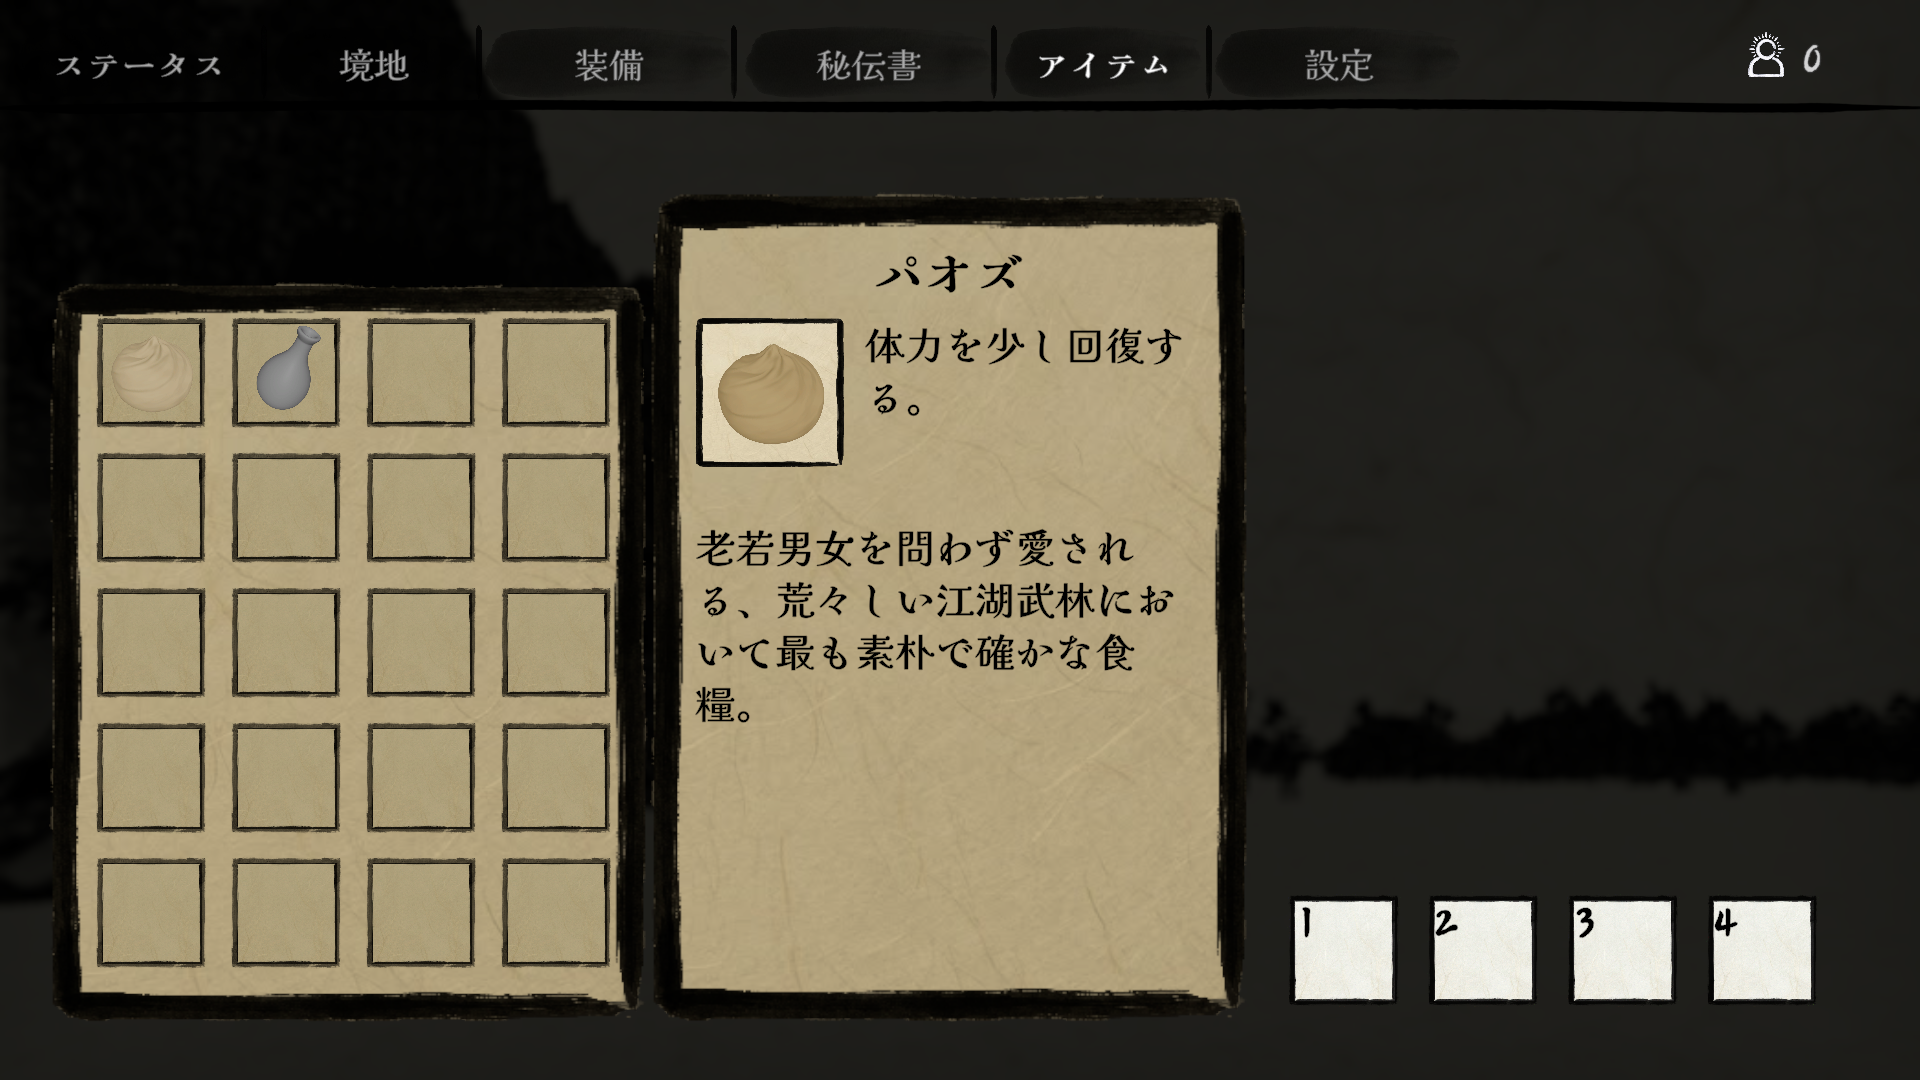 ステータス
境地
装備
秘伝書
アイテム
設定
0
パオズ
体力を少し回復す
る。
老若男女を問わず愛され
る、荒々しい江湖武林にお
いて最も素朴で確かな食
糧。
1
2
3
4